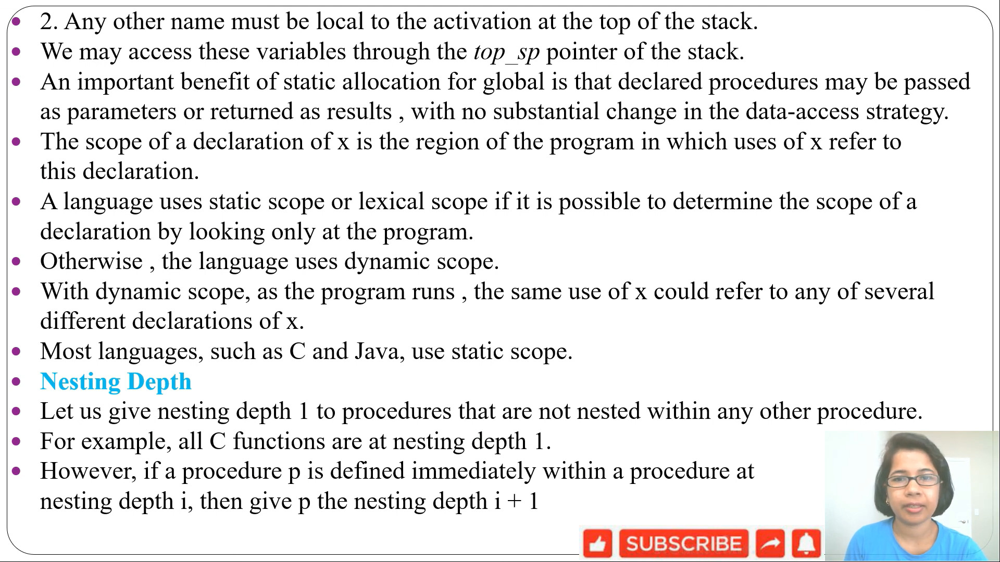 • 2. Any other name must be local to the activation at the top of the stack.
• We may access these variables through the top_sp pointer of the stack.
• An important benefit of static allocation for global is that declared procedures may be passed
as parameters or returned as results , with no substantial change in the data-access strategy.
• The scope of a declaration of x is the region of the program in which uses of x refer to
this declaration.
• A language uses static scope or lexical scope if it is possible to determine the scope of a
declaration by looking only at the program.
• Otherwise , the language uses dynamic scope.
• With dynamic scope, as the program runs , the same use of x could refer to any of several
different declarations of x.
• Most languages, such as C and Java, use static scope.
• Nesting Depth
• Let us give nesting depth 1 to procedures that are not nested within any other procedure.
• For example, all C functions are at nesting depth 1.
• However, if a procedure p is defined immediately within a procedure at
nesting depth i, then give p the nesting depth i + 1
SUBSCRIBE